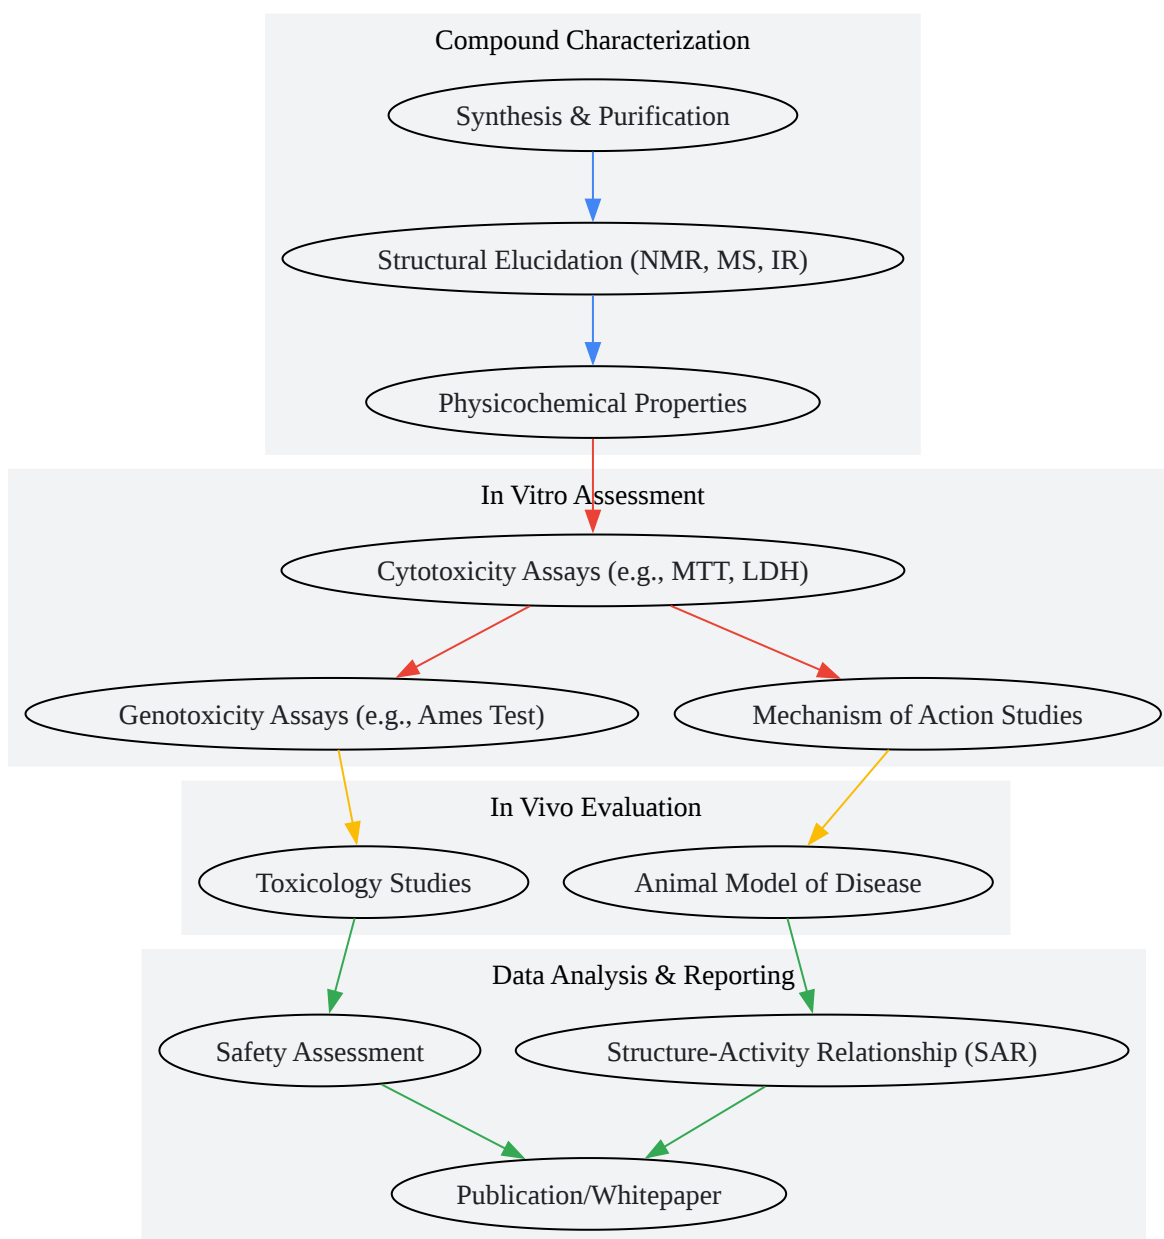 Compound Characterization
Synthesis & Purification
Structural Elucidation (NMR, MS, IR)
Physicochemical Properties
In Vitro Assessment
Cytotoxicity Assays (e.g., MTT, LDH)
Genotoxicity Assays (e.g., Ames Test)
Mechanism of Action Studies
In Vivo Evaluation
Toxicology Studies
Animal Model of Disease
Data Analysis & Reporting
Safety Assessment
Structure-Activity Relationship (SAR)
Publication/Whitepaper